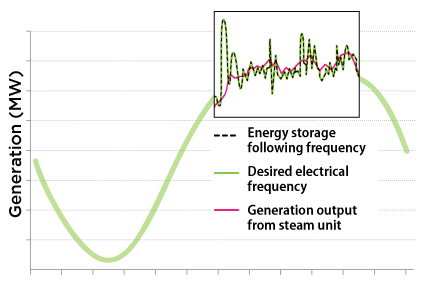 Generation (MW)
Energy storage
following frequency
Desired electrical
frequency
Generation output
from steam unit